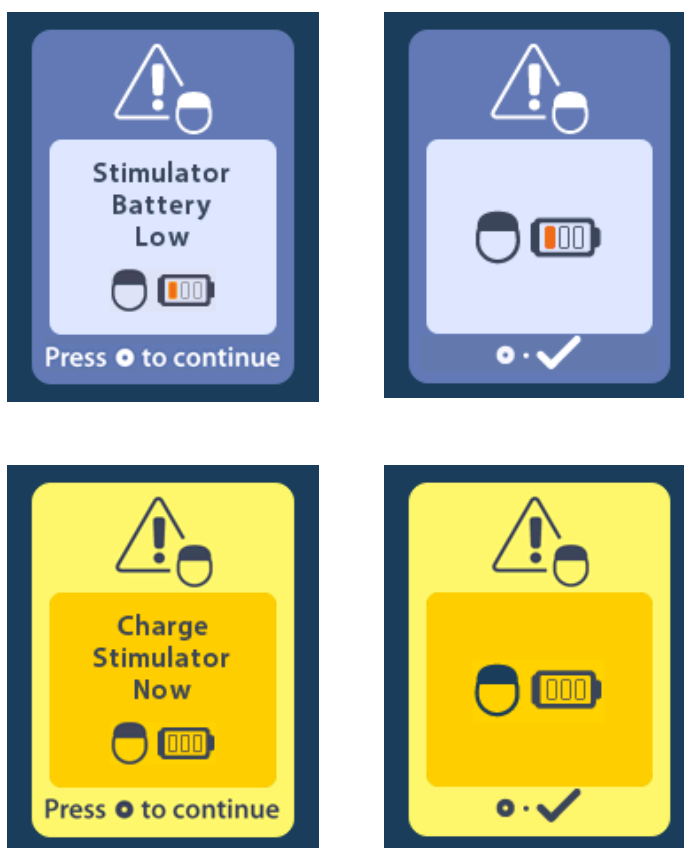 Stimulator
Battery
Low
Press to continue
Charge
Stimulator
Now
Press to continue